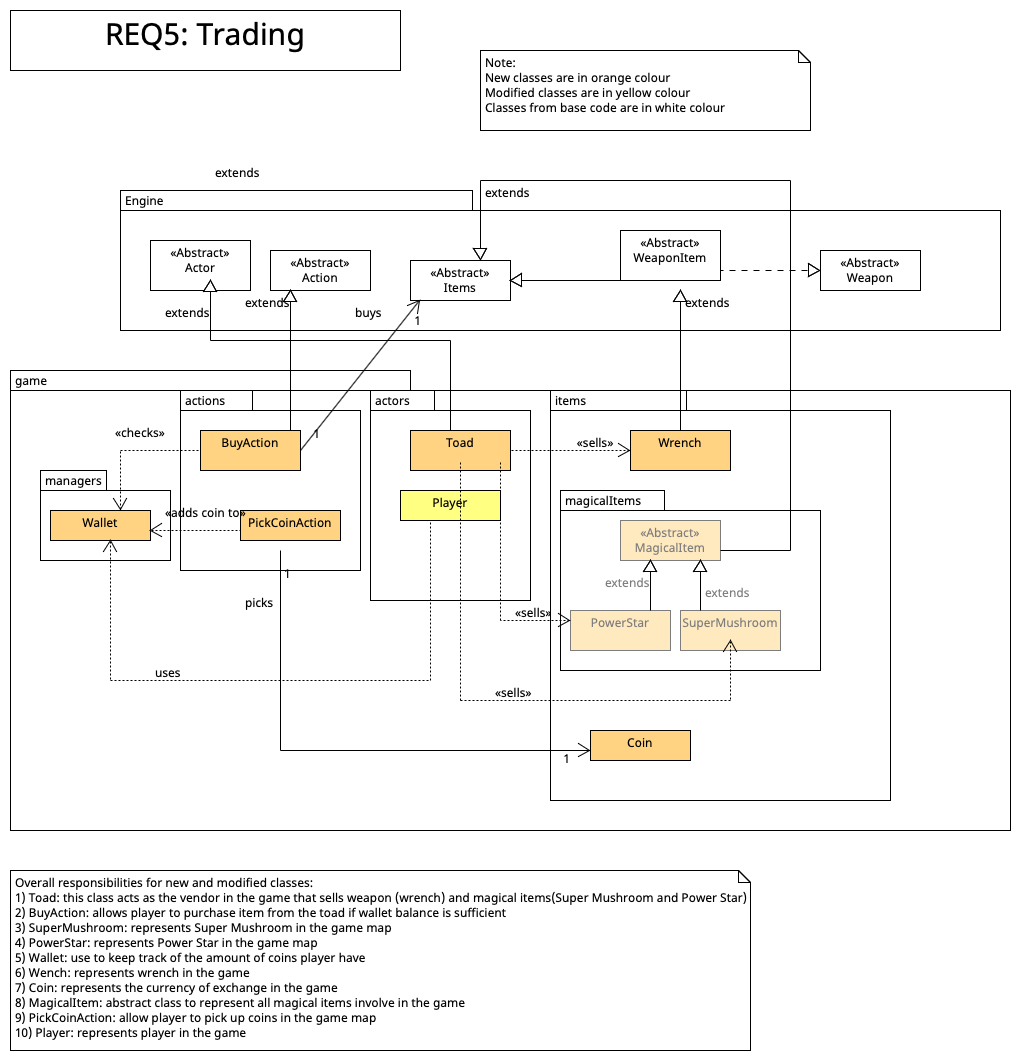 REQ5: Trading
Note:
New classes are in orange colour
Modified classes are in yellow colour
Classes from base code are in white colour
extends
extends
Engine
«Abstract»
Actor
«Abstract»
Action
«Abstract»
Items
«Abstract»
WeaponItem
«Abstract»
Weapon
extends
extends
buys
1
extends
game
actions
actors
items
«checks»
BuyAction
1
Toad
«sells»
Wrench
managers
Wallet
«adds coin to»
PickCoinAction
Player
magicalItems
«Abstract»
MagicalItem
extends
extends
1
picks
«sells»
PowerStar
SuperMushroom
uses
«sells»
Coin
1
Overall responsibilities for new and modified classes:
1) Toad: this class acts as the vendor in the game that sells weapon (wrench) and magical items(Super Mushroom and Power Star)
2) BuyAction: allows player to purchase item from the toad if wallet balance is sufficient
3) SuperMushroom: represents Super Mushroom in the game map
4) PowerStar: represents Power Star in the game map
5) Wallet: use to keep track of the amount of coins player have
6) Wench: represents wrench in the game
7) Coin: represents the currency of exchange in the game
8) MagicalItem: abstract class to represent all magical items involve in the game
9) PickCoinAction: allow player to pick up coins in the game map
10) Player: represents player in the game